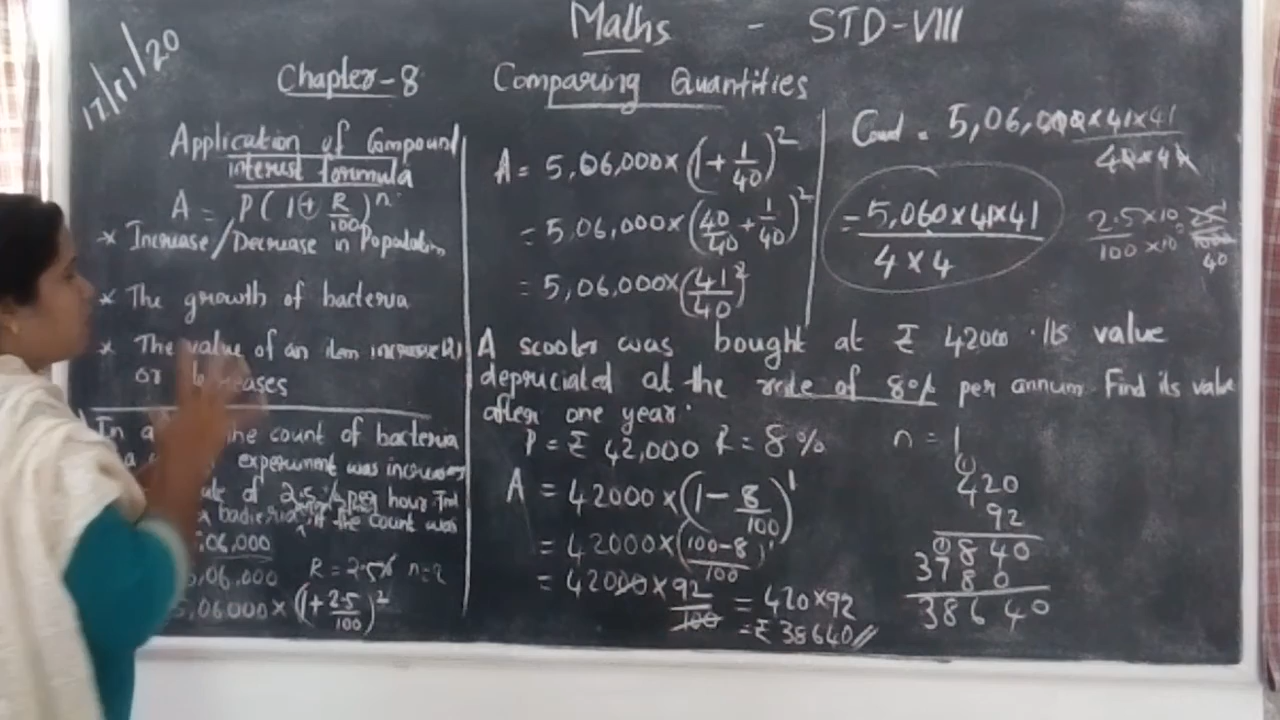 Maths - STD-VIII
12/11/20
Chapter-8 Comparing Quantities
Application of Compound
interest formula
A = P(1+ R/100)^n
* Increase/Decrease in Population
* The growth of bacteria
* The value of an item increases
or decreases
In a the count of bacteria
experiment was increasing
of 2.5% per hour
bacteria if the count was
5,06,000
5,06,000 R = 2.5% n=2
5,06,000 × (1 + 2.5/100)^2
A = 5,06,000 × (1 + 1/40)^2
= 5,06,000 × (40/40 + 1/40)^2
= 5,06,000 × (41/40)^2
Count = 5,06,000 × 41 × 41
40 × 40
= 5,060 × 41 × 41
4 × 4
2.5 × 10
100 × 10
25
1000
40
A scooter was bought at ₹ 42000. Its value
depreciated at the rate of 8% per annum. Find its value
after one year.
P = ₹ 42,000 R = 8% n = 1
A = 42000 × (1 - 8/100)^1
= 42000 × (100-8/100)^1
= 42000 × 92/100 = 420 × 92
= ₹ 38640//
420
92
840
3780
38640